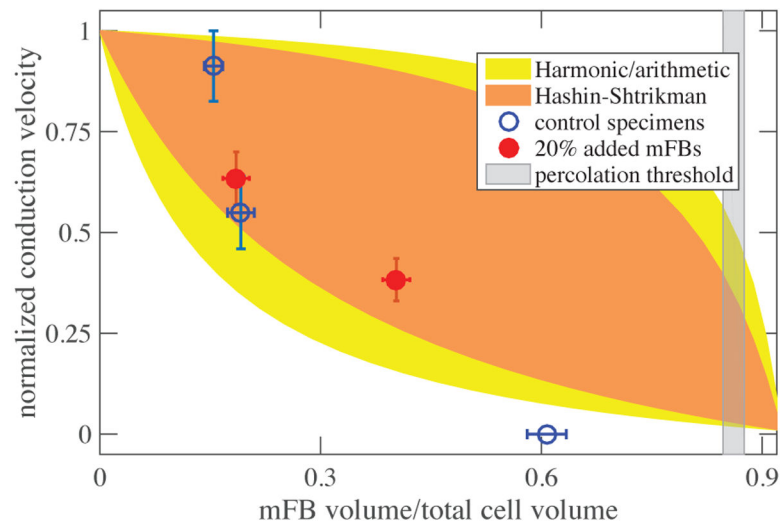 normalized conduction velocity
1
0.75
0.5
0.25
0
0
0.3
0.6
0.9
mFB volume/total cell volume
Harmonic/arithmetic
Hashin-Shtrikman
control specimens
20% added mFBs
percolation threshold